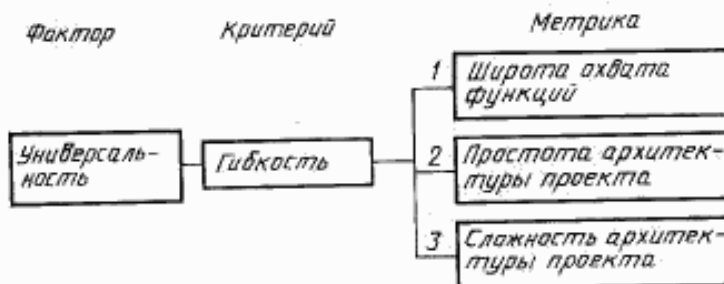 Фактор Критерий Метрика
1 Широта охвата
функций
Универсаль-
ность
Гибкость
2 Простота архитек-
туры проекта
3 Сложность архитек-
туры проекта